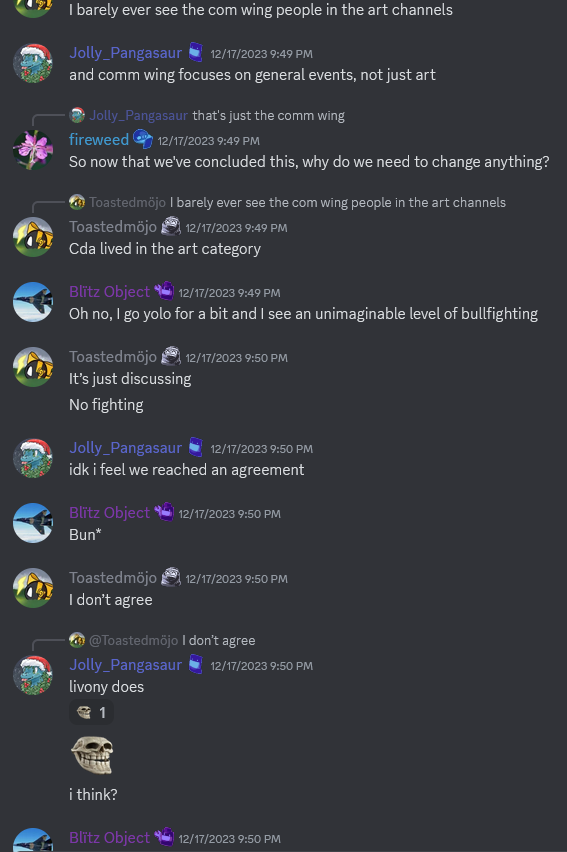 I barely ever see the com wing people in the art channels
Jolly_Pangasaur 12/17/2023 9:49 PM
and comm wing focuses on general events, not just art
Jolly_Pangasaur that's just the comm wing
fireweed 12/17/2023 9:49 PM
So now that we've concluded this, why do we need to change anything?
Toastedmöjo I barely ever see the com wing people in the art channels
Toastedmöjo 12/17/2023 9:49 PM
Cda lived in the art category
Blïtz Object 12/17/2023 9:49 PM
Oh no, I go yolo for a bit and I see an unimaginable level of bullfighting
Toastedmöjo 12/17/2023 9:50 PM
It’s just discussing
No fighting
Jolly_Pangasaur 12/17/2023 9:50 PM
idk i feel we reached an agreement
Blïtz Object 12/17/2023 9:50 PM
Bun*
Toastedmöjo 12/17/2023 9:50 PM
I don’t agree
@Toastedmöjo I don’t agree
Jolly_Pangasaur 12/17/2023 9:50 PM
livony does
1
i think?
Blïtz Object 12/17/2023 9:50 PM